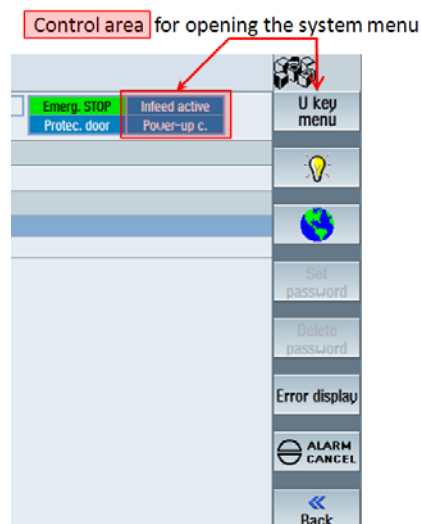 Control area for opening the system menu
Emerg. STOP
Infeed active
Protec. door
Power-up c.
U key
menu
Set
password
Delete
password
Error display
ALARM
CANCEL
Back